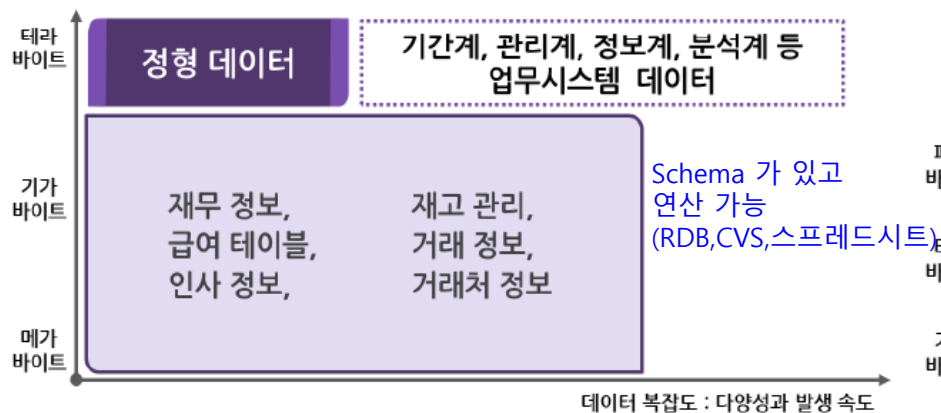 테라
바이트
정형 데이터
기간계, 관리계, 정보계, 분석계 등
업무시스템 데이터
기가
바이트
재무 정보,
급여 테이블,
인사 정보,
재고 관리,
거래 정보,
거래처 정보
Schema 가 있고
연산 가능
(RDB,CVS,스프레드시트)
메가
바이트
데이터 복잡도 : 다양성과 발생 속도